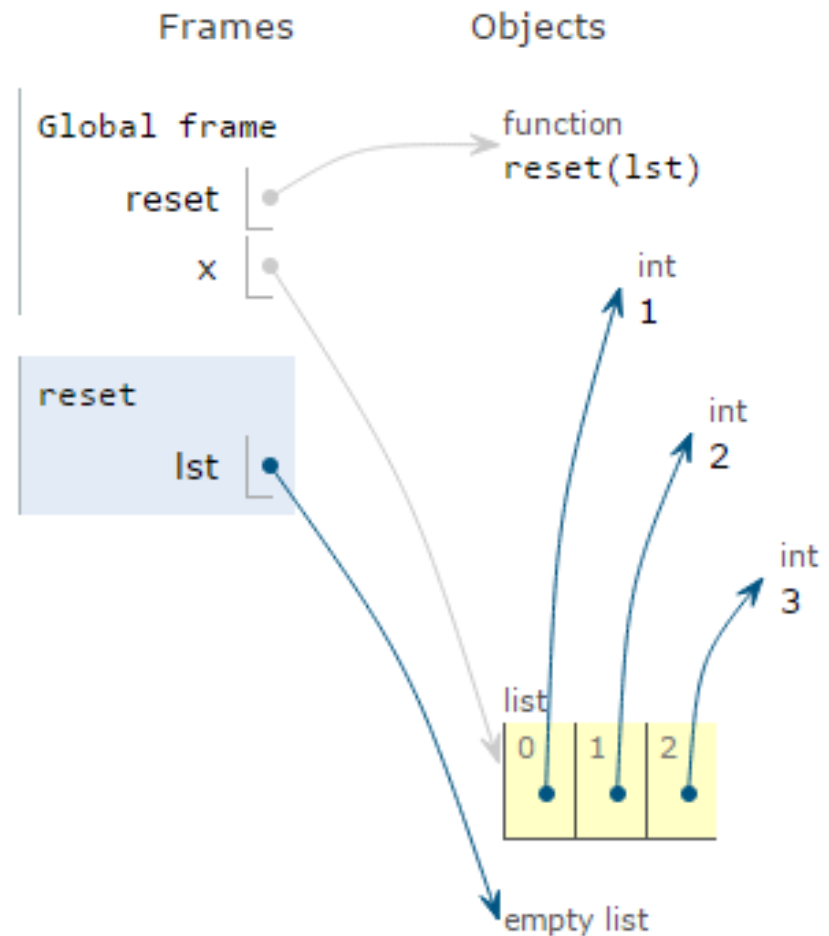 Frames
Objects
Global frame
reset
x
function
reset(lst)
int
1
int
2
int
3
reset
lst
list
0 1 2
empty list